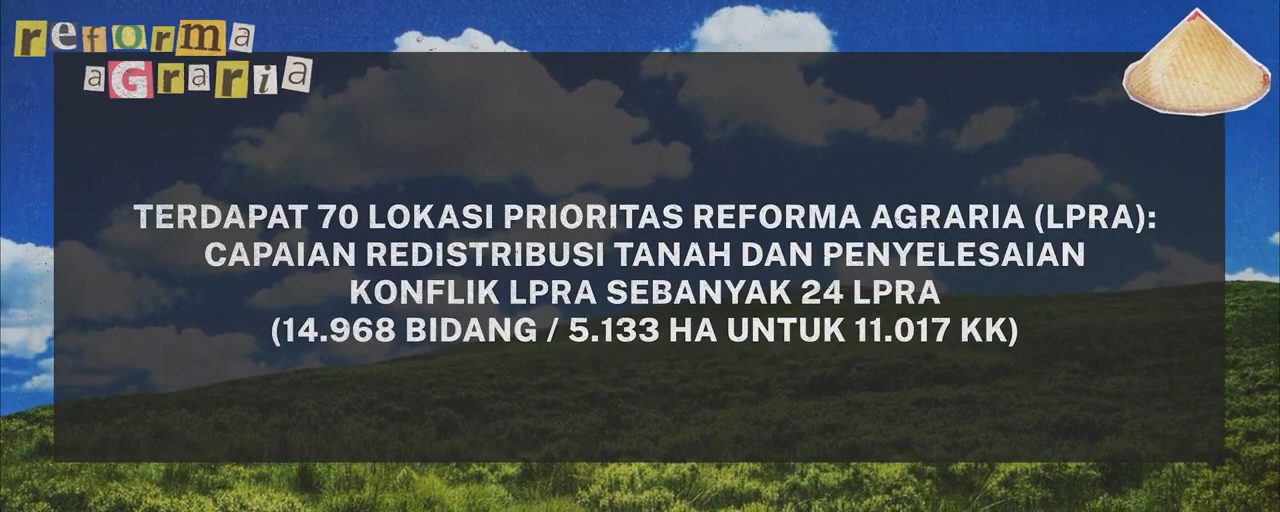 reforma
aGraria
TERDAPAT 70 LOKASI PRIORITAS REFORMA AGRARIA (LPRA):
CAPAIAN REDISTRIBUSI TANAH DAN PENYELESAIAN
KONFLIK LPRA SEBANYAK 24 LPRA
(14.968 BIDANG / 5.133 HA UNTUK 11.017 KK)